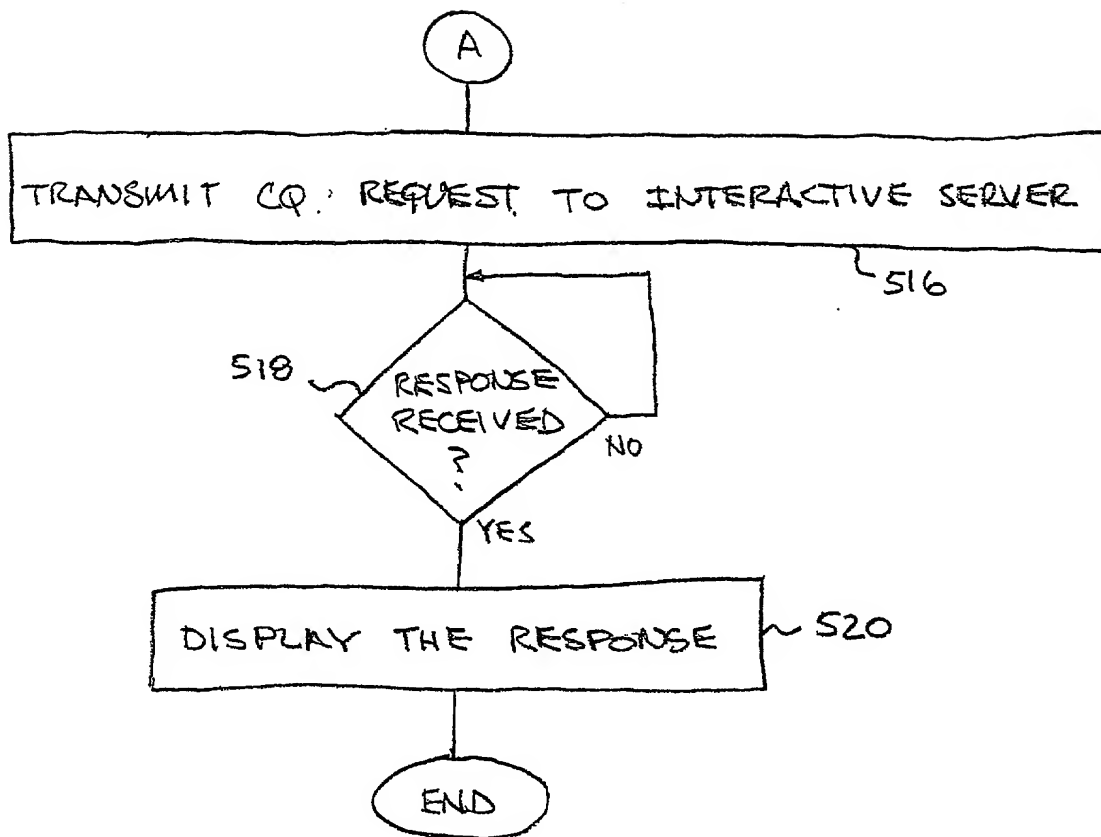 A
TRANSMIT CQ. REQUEST TO INTERACTIVE SERVER
516
518
RESPONSE
RECEIVED
?
NO
YES
DISPLAY THE RESPONSE
520
END